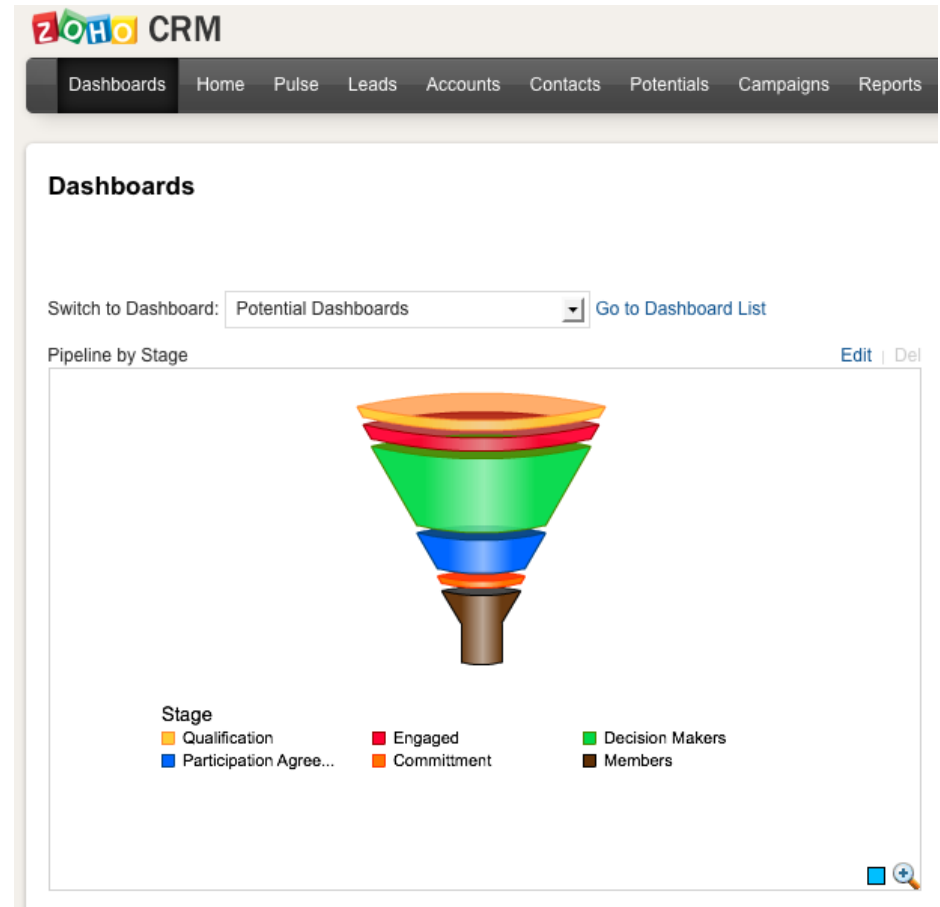 ZOHO CRM
Dashboards Home Pulse Leads Accounts Contacts Potentials Campaigns Reports
Dashboards
Switch to Dashboard: Potential Dashboards Go to Dashboard List
Pipeline by Stage Edit | Del
Stage
Qualification Engaged Decision Makers
Participation Agree... Committment Members